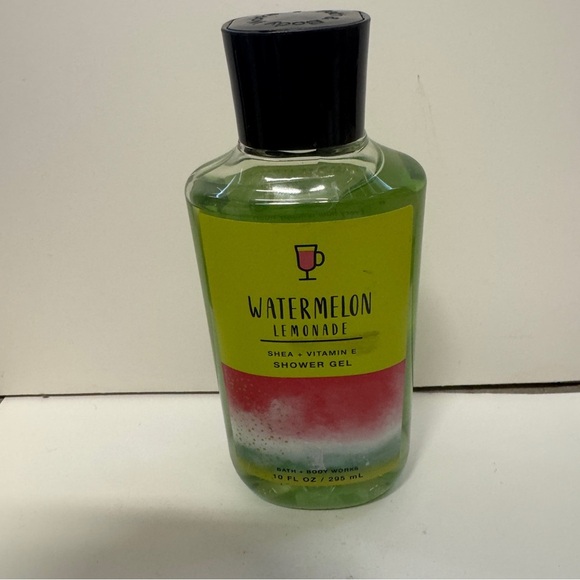 WATERMELON
LEMONADE
SHEA + VITAMIN E
SHOWER GEL
BATH + BODY WORKS
10 FL OZ / 295 mL